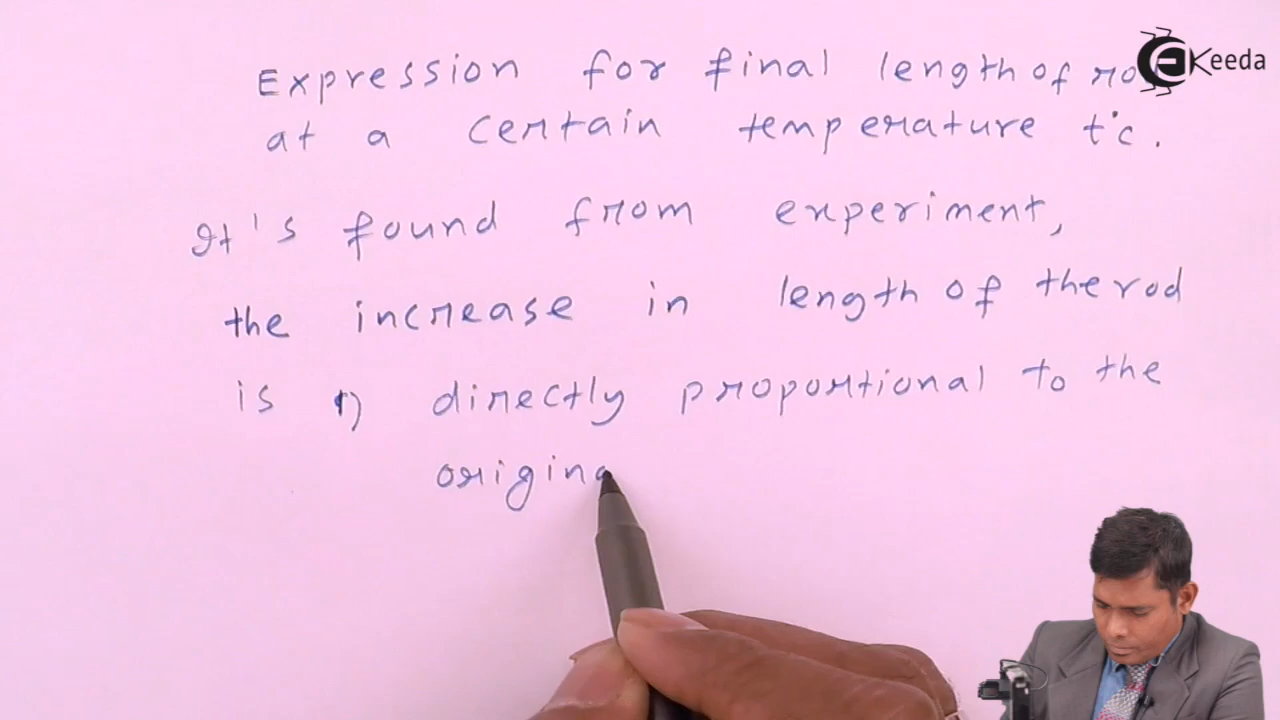 Expression for final length of ro
at a certain temperature t°c.
It's found from experiment,
the increase in length of the rod
is 1) directly proportional to the
origina
eKeeda